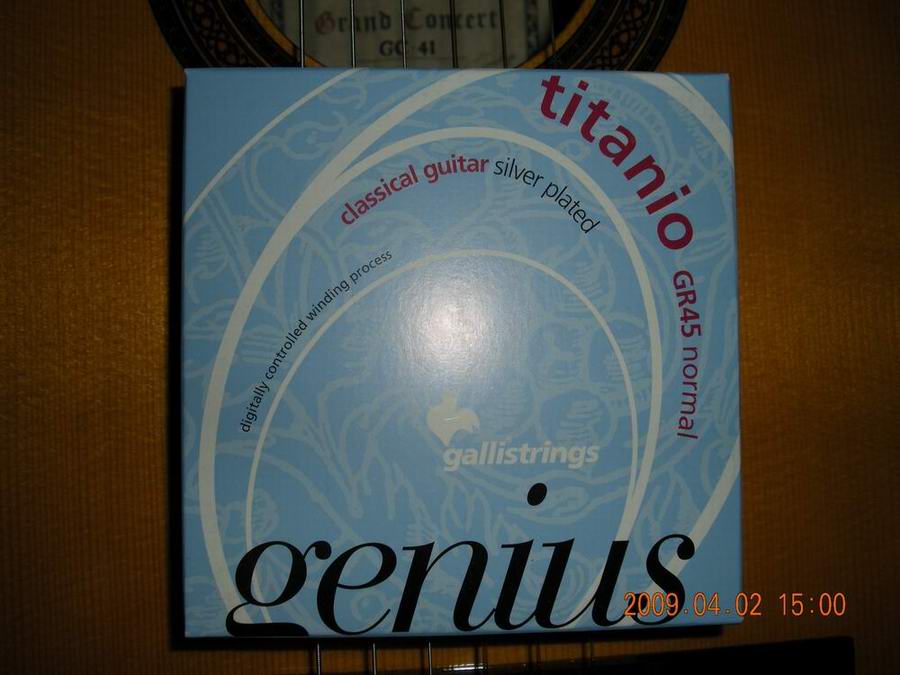 Grand Concert
GC-41
titanio
GR45 normal
classical guitar silver plated
digitally controlled winding process
gallistrings
genius
2009.04.02 15:00